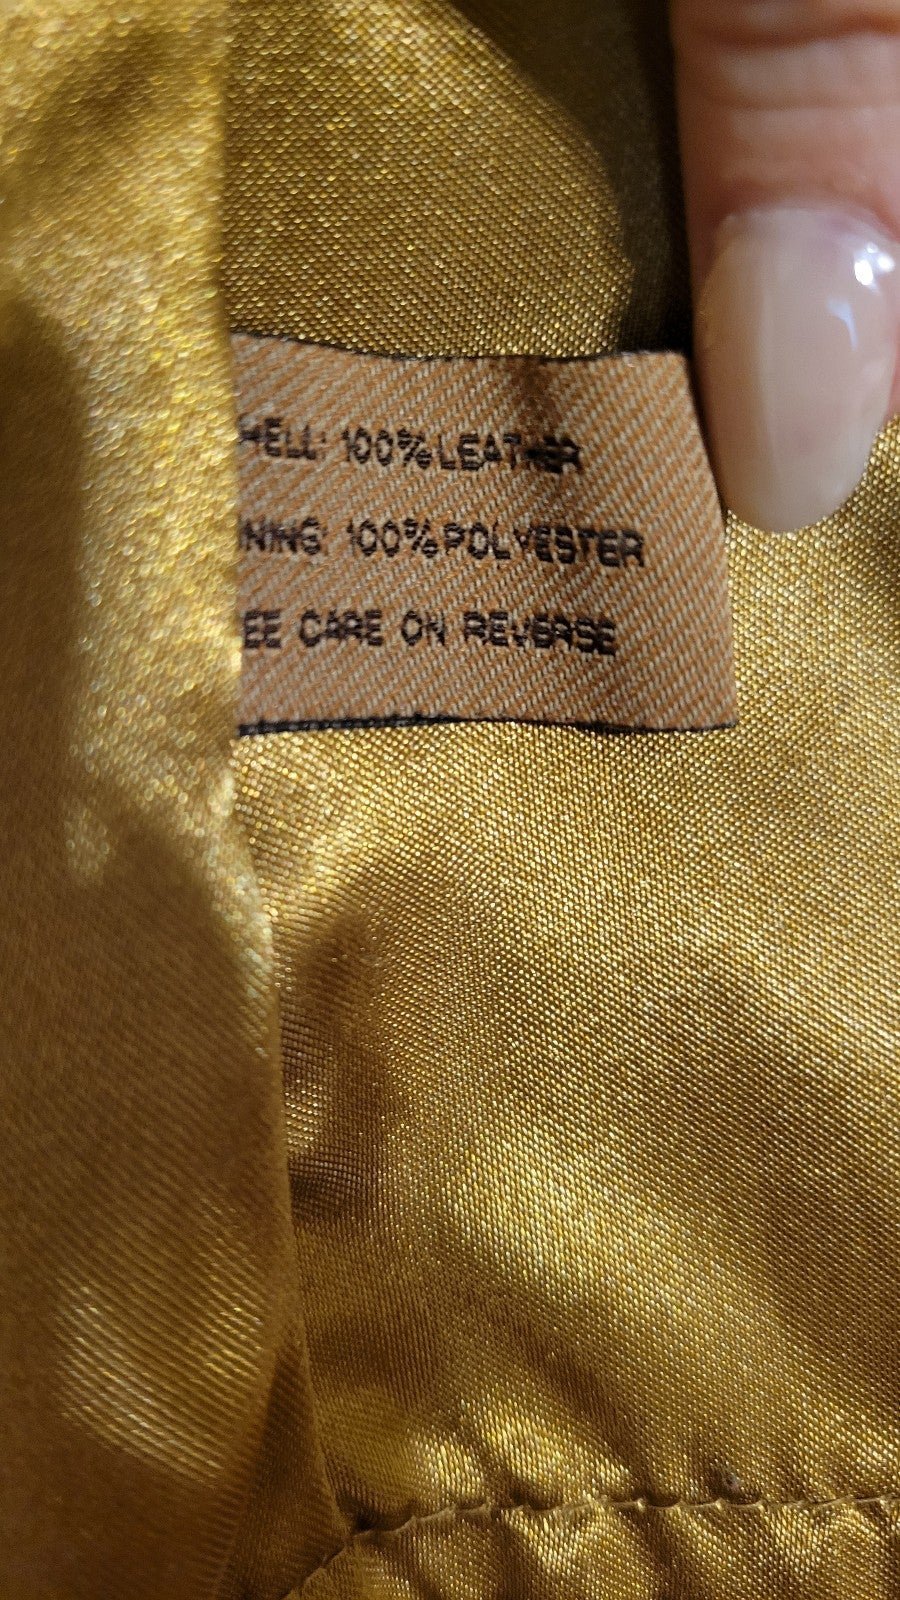 HELL: 100% LEATHER
NING: 100% POLYESTER
EE CARE ON REVERSE